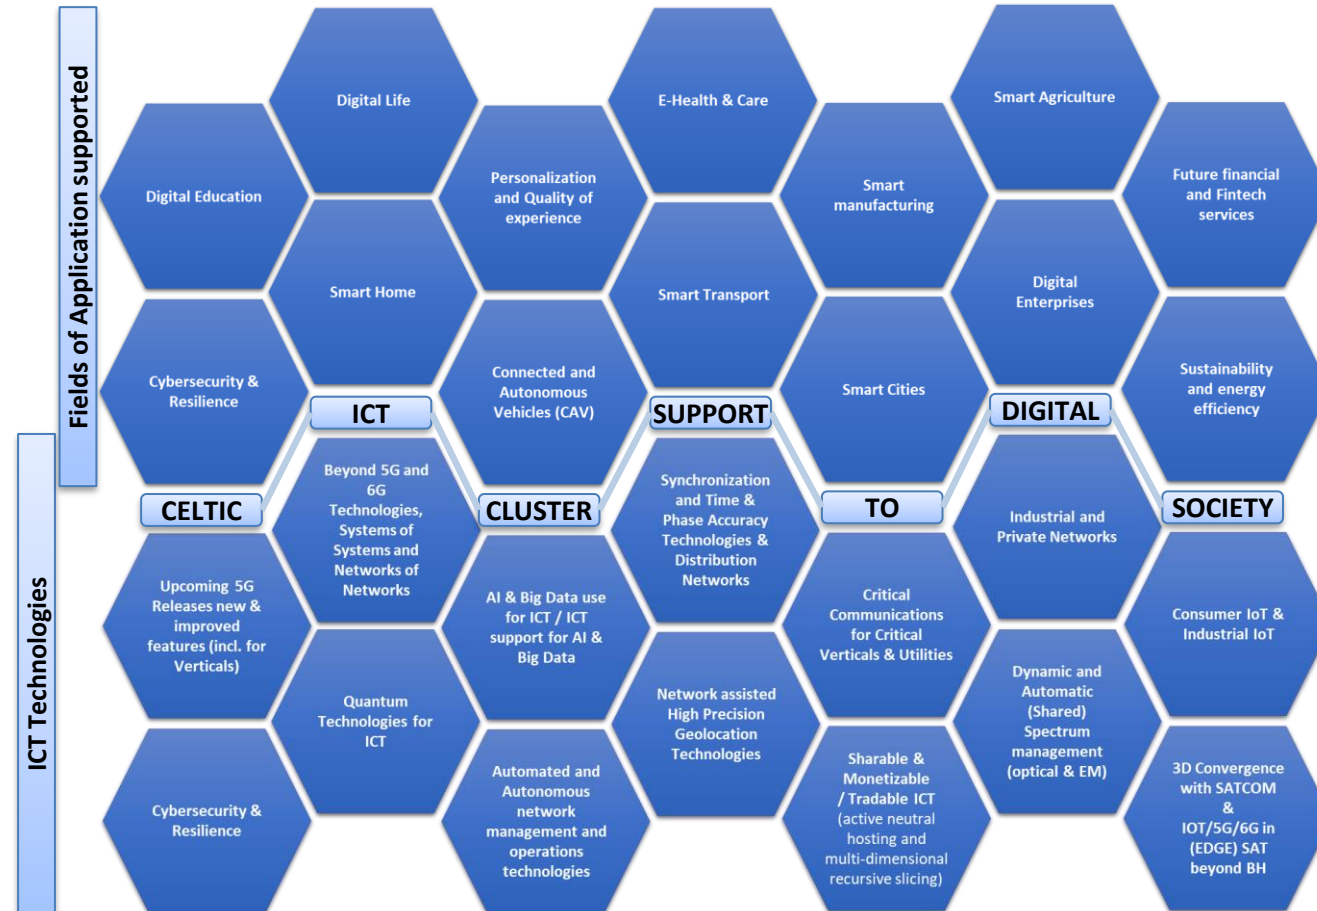 Fields of Application supported
ICT Technologies
Digital Life
E-Health & Care
Smart Agriculture
Digital Education
Personalization
and Quality of
experience
Smart
manufacturing
Future financial
and Fintech
services
Smart Home
Smart Transport
Digital
Enterprises
Cybersecurity &
Resilience
Connected and
Autonomous
Vehicles (CAV)
Smart Cities
Sustainability
and energy
efficiency
CELTIC
ICT
CLUSTER
SUPPORT
TO
DIGITAL
SOCIETY
Beyond 5G and
6G
Technologies,
Systems of
Systems and
Networks of
Networks
Synchronization
and Time &
Phase Accuracy
Technologies &
Distribution
Networks
Industrial and
Private Networks
Upcoming 5G
Releases new &
improved
features (incl. for
Verticals)
AI & Big Data use
for ICT / ICT
support for AI &
Big Data
Critical
Communications
for Critical
Verticals & Utilities
Consumer IoT &
Industrial IoT
Quantum
Technologies for
ICT
Network assisted
High Precision
Geolocation
Technologies
Dynamic and
Automatic
(Shared)
Spectrum
management
(optical & EM)
Cybersecurity &
Resilience
Automated and
Autonomous
network
management and
operations
technologies
Sharable &
Monetizable
/ Tradable ICT
(active neutral
hosting and
multi-dimensional
recursive slicing)
3D Convergence
with SATCOM
&
IOT/5G/6G in
(EDGE) SAT
beyond BH